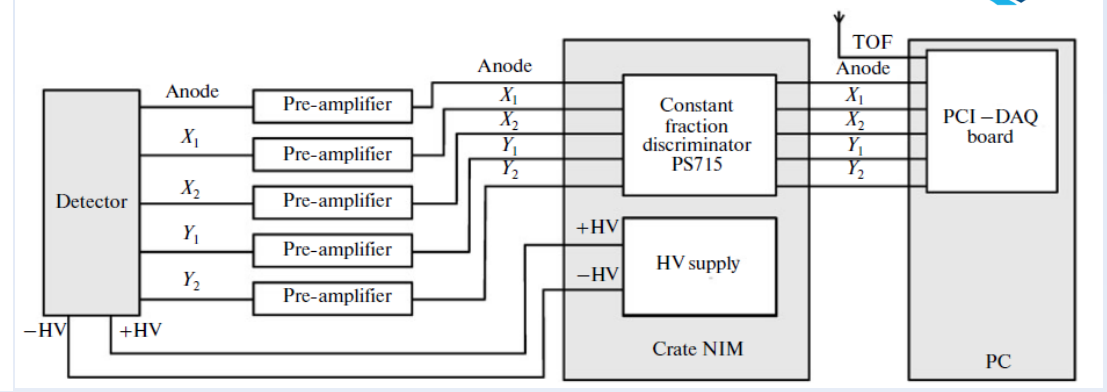 TOF
Anode
Anode
Anode
Pre-amplifier
X₁
X₁
X₁
Pre-amplifier
X₂
X₂
X₂
Pre-amplifier
Y₁
Y₁
Y₁
Pre-amplifier
Y₂
Y₂
Y₂
Pre-amplifier
Detector
Constant
fraction
discriminator
PS715
PCI–DAQ
board
+HV
−HV
HV supply
−HV
+HV
Crate NIM
PC